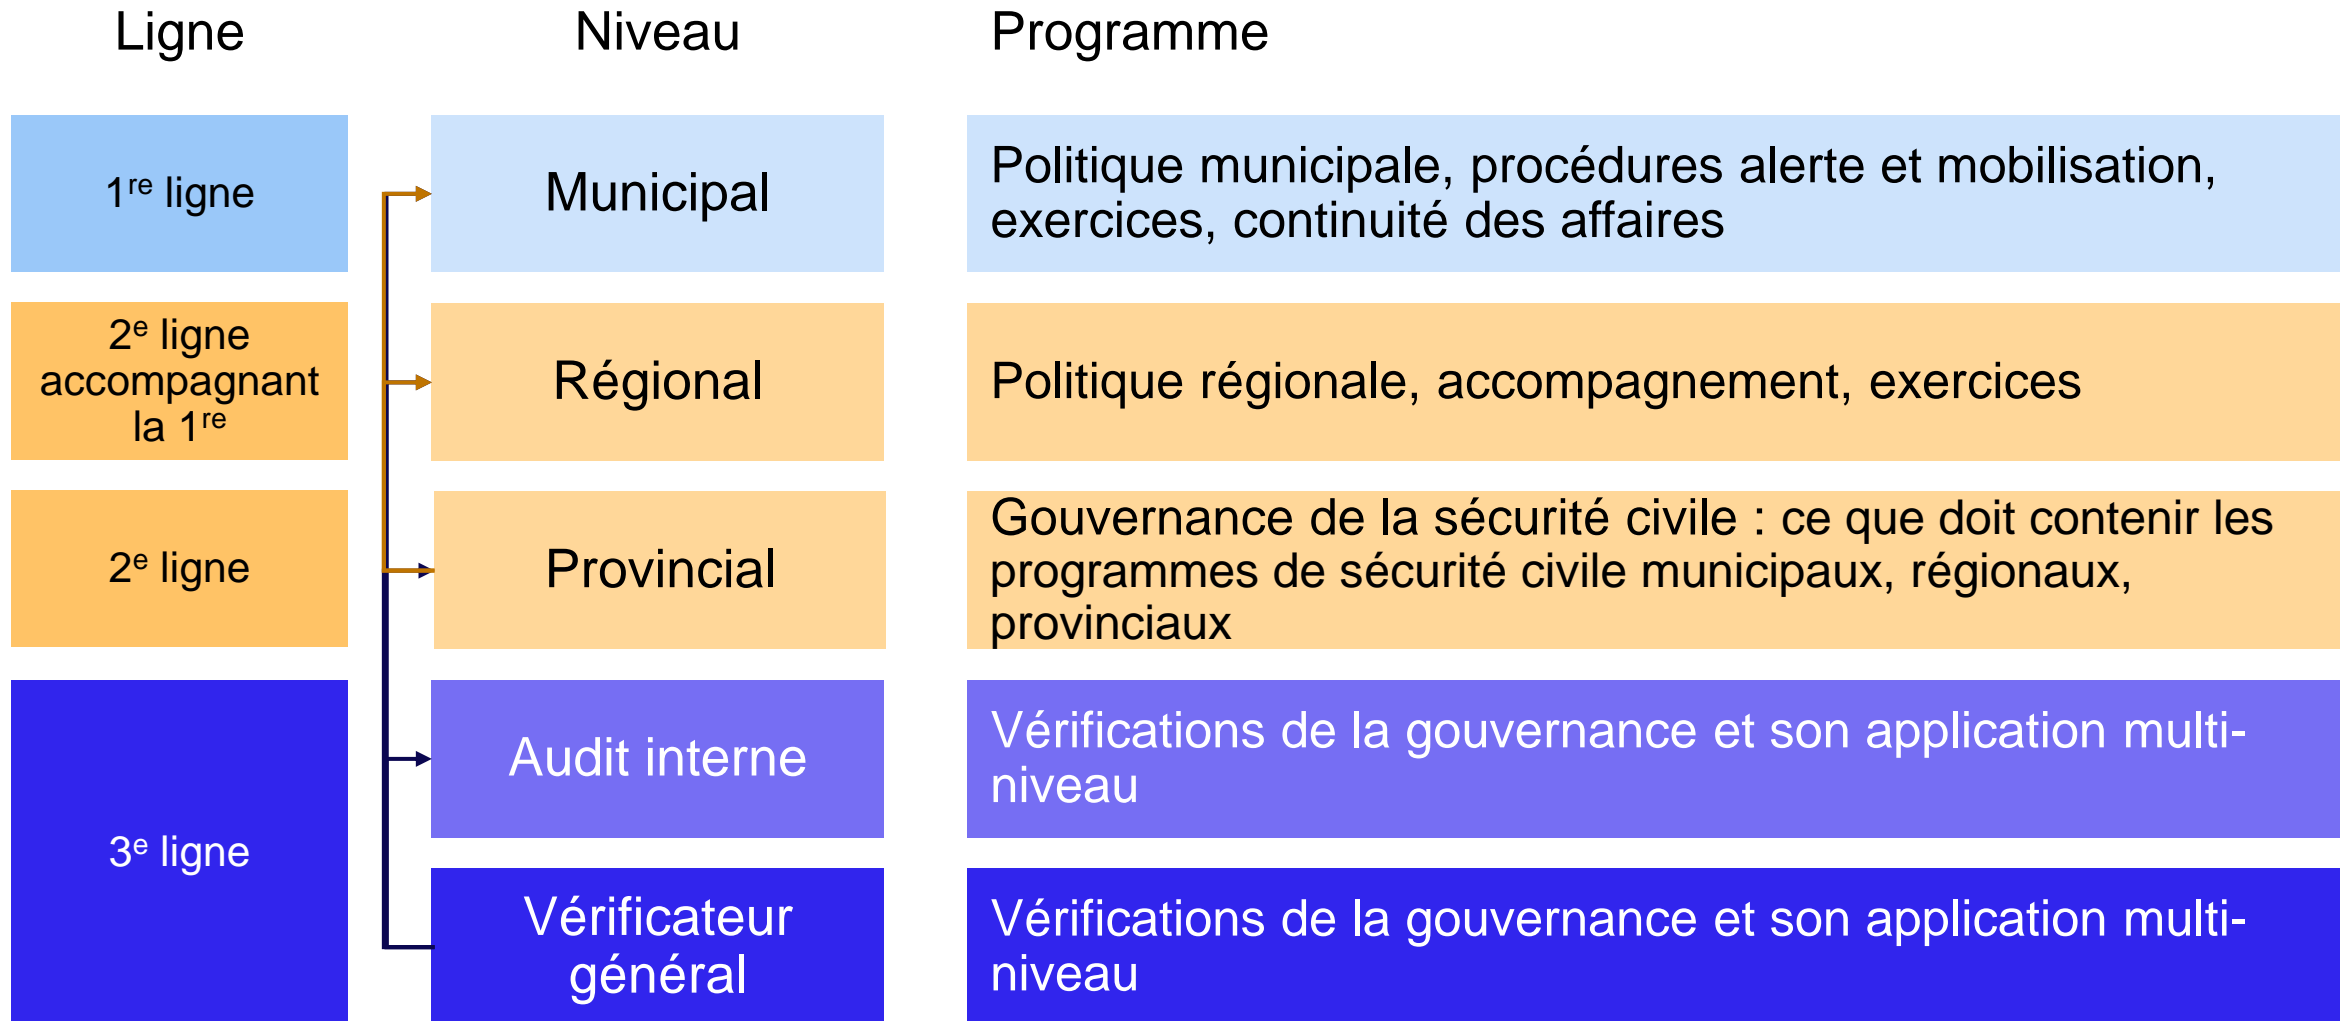 Ligne
Niveau
Programme
1re ligne
Municipal
Politique municipale, procédures alerte et mobilisation,
exercices, continuité des affaires
2e ligne
accompagnant
la 1re
Régional
Politique régionale, accompagnement, exercices
2e ligne
Provincial
Gouvernance de la sécurité civile : ce que doit contenir les
programmes de sécurité civile municipaux, régionaux,
provinciaux
3e ligne
Audit interne
Vérifications de la gouvernance et son application multi-
niveau
Vérificateur
général
Vérifications de la gouvernance et son application multi-
niveau